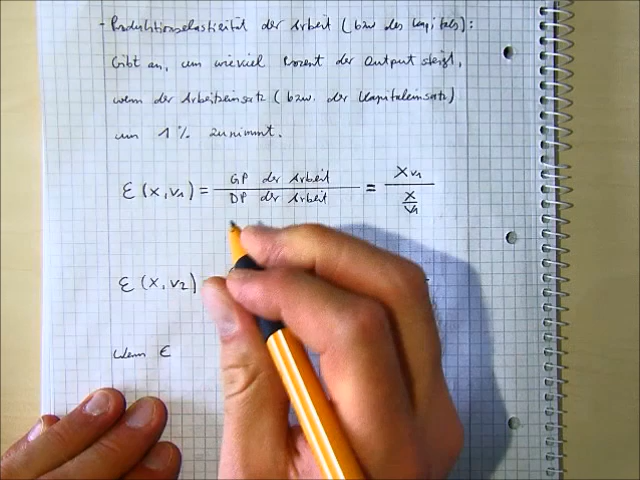 - Produktionselastizität der Arbeit (bzw des Kapitals):
Gibt an, um wieviel Prozent der Output steigt,
wenn der Arbeitseinsatz (bzw. der Kapitaleinsatz)
um 1% zunimmt.
ε (x, v1) = GP der Arbeit / DP der Arbeit = xv1 / (x / v1)
ε (x, v2)
Wenn ε